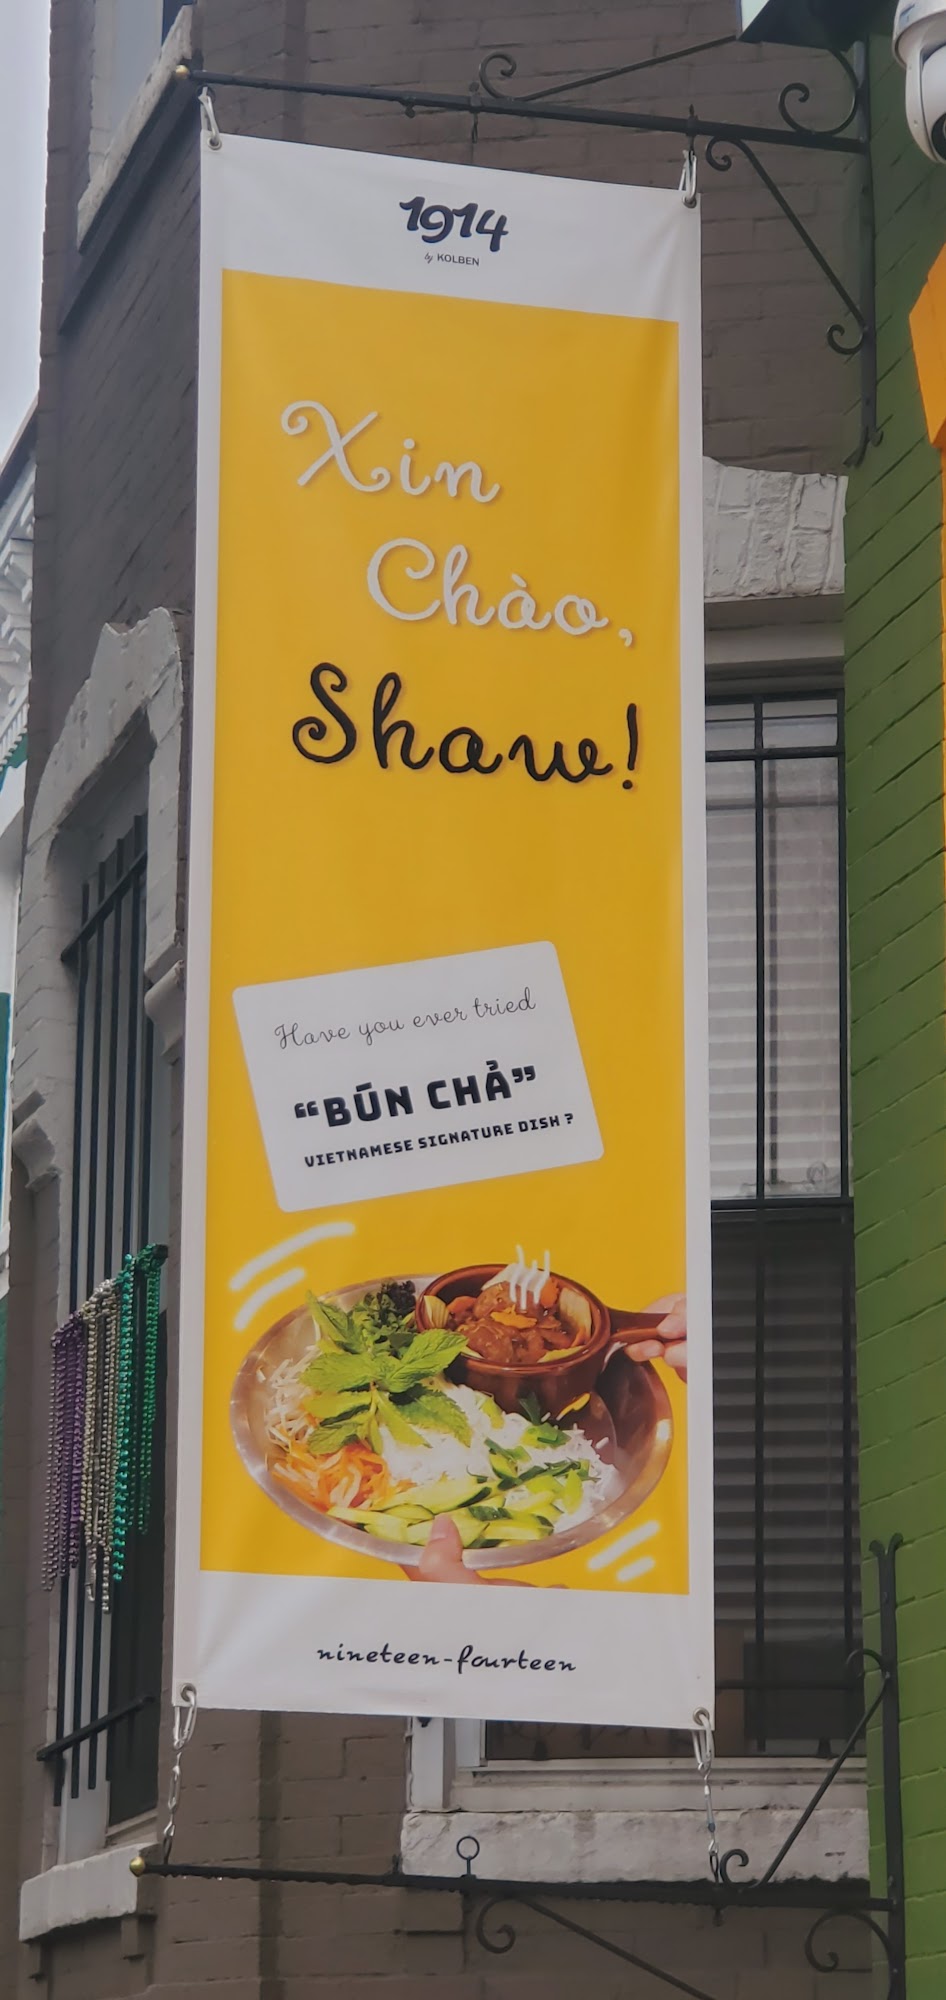 1914
by KOLBEN
Xin
Chào,
Shaw!
Have you ever tried
“BÚN CHẢ”
VIETNAMESE SIGNATURE DISH ?
nineteen-fourteen